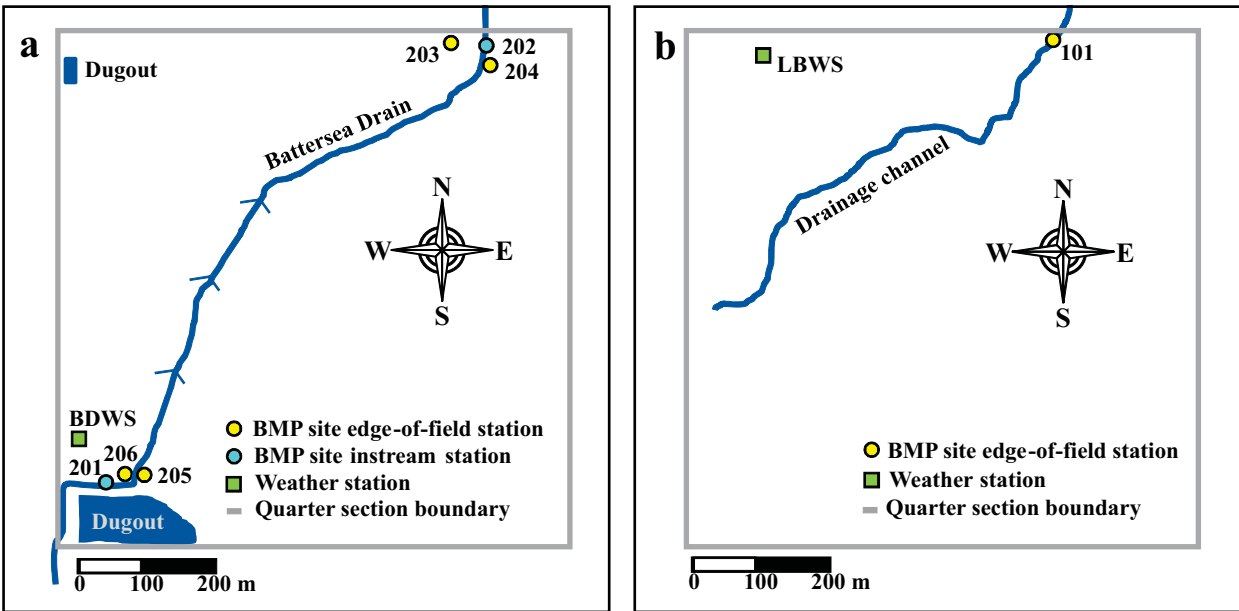 a
Dugout
203
202
204
Battersea Drain
N
W
E
S
BDWS
206
201
205
Dugout
BMP site edge-of-field station
BMP site instream station
Weather station
Quarter section boundary
0 100 200 m
b
LBWS
101
Drainage channel
N
W
E
S
BMP site edge-of-field station
Weather station
Quarter section boundary
0 100 200 m